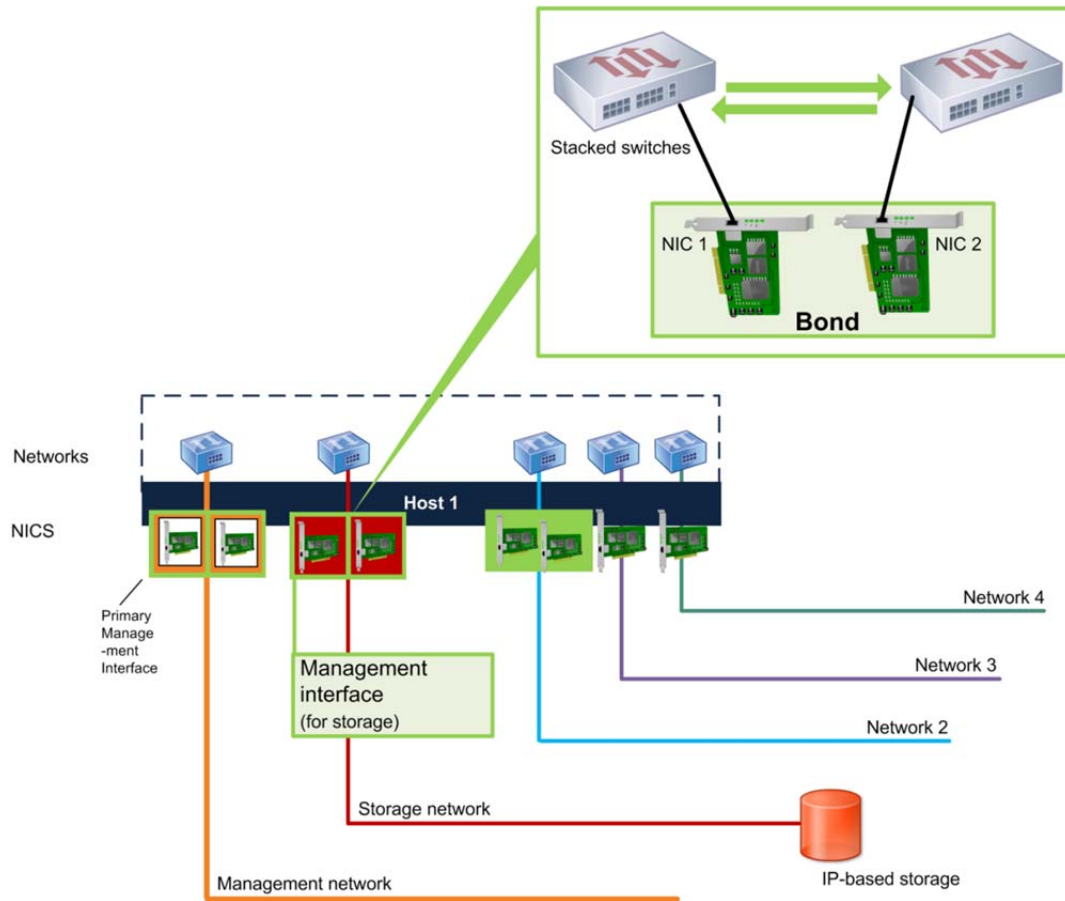 Stacked switches
NIC 1
NIC 2
Bond
Networks
Host 1
NICS
Primary
Manage
-ment
Interface
Network 4
Management
interface
(for storage)
Network 3
Network 2
Storage network
IP-based storage
Management network